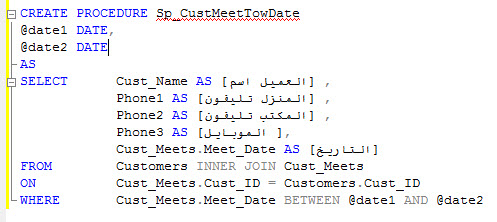 CREATE PROCEDURE Sp_CustMeetTowDate
@date1 DATE,
@date2 DATE
AS
SELECT Cust_Name AS [العميل اسم] ,
Phone1 AS [المنزل تليفون] ,
Phone2 AS [المكتب تليفون] ,
Phone3 AS [الموبايل ],
Cust_Meets.Meet_Date AS [التاريخ]
FROM Customers INNER JOIN Cust_Meets
ON Cust_Meets.Cust_ID = Customers.Cust_ID
WHERE Cust_Meets.Meet_Date BETWEEN @date1 AND @date2